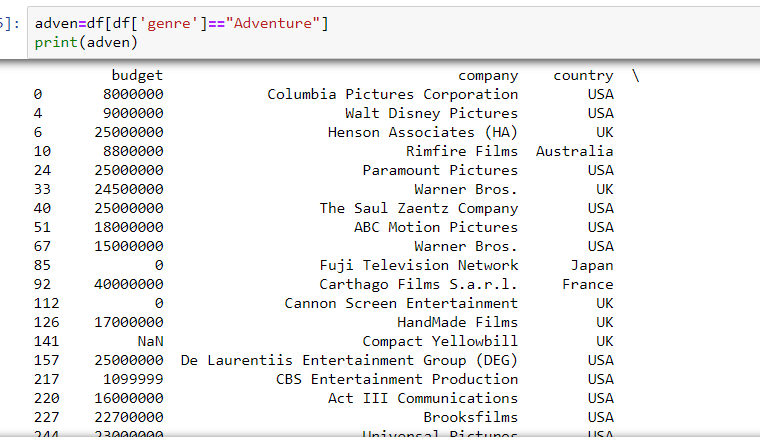 ]: adven=df[df['genre']=="Adventure"]
print(adven)
budget company country \
0 8000000 Columbia Pictures Corporation USA
4 9000000 Walt Disney Pictures USA
6 25000000 Henson Associates (HA) UK
10 8800000 Rimfire Films Australia
24 25000000 Paramount Pictures USA
33 24500000 Warner Bros. UK
40 25000000 The Saul Zaentz Company USA
51 18000000 ABC Motion Pictures USA
67 15000000 Warner Bros. USA
85 0 Fuji Television Network Japan
92 40000000 Carthago Films S.a.r.l. France
112 0 Cannon Screen Entertainment UK
126 17000000 HandMade Films UK
141 NaN Compact Yellowbill UK
157 25000000 De Laurentiis Entertainment Group (DEG) USA
217 1099999 CBS Entertainment Production USA
220 16000000 Act III Communications USA
227 22700000 Brooksfilms USA
244 23000000 Universal Pictures USA